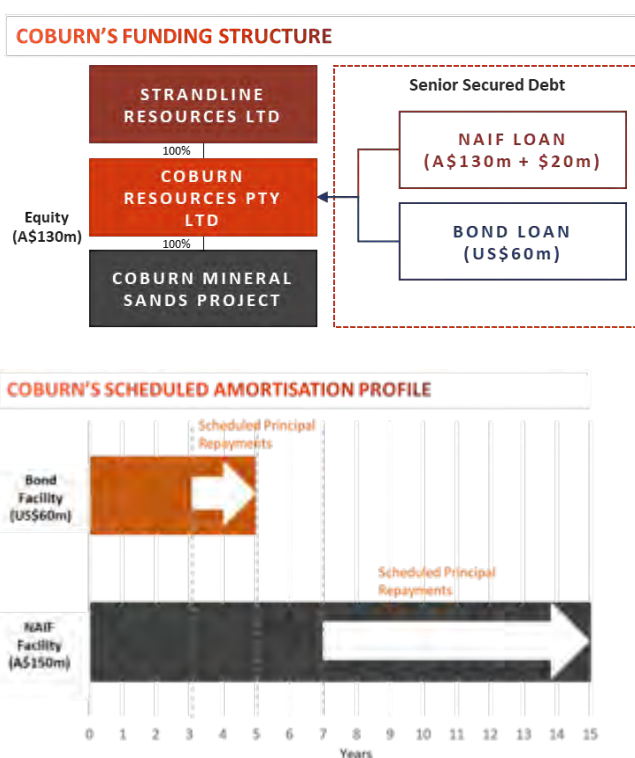 COBURN'S FUNDING STRUCTURE
STRANDLINE
RESOURCES LTD
100%
COBURN
RESOURCES PTY
LTD
100%
COBURN MINERAL
SANDS PROJECT
Equity
(A$130m)
Senior Secured Debt
NAIF LOAN
(A$130m + $20m)
BOND LOAN
(US$60m)
COBURN'S SCHEDULED AMORTISATION PROFILE
Scheduled Principal
Repayments
Bond
Facility
(US$60m)
Scheduled Principal
Repayments
NAIF
Facility
(A$150m)
0 1 2 3 4 5 6 7 8 9 10 11 12 13 14 15
Years